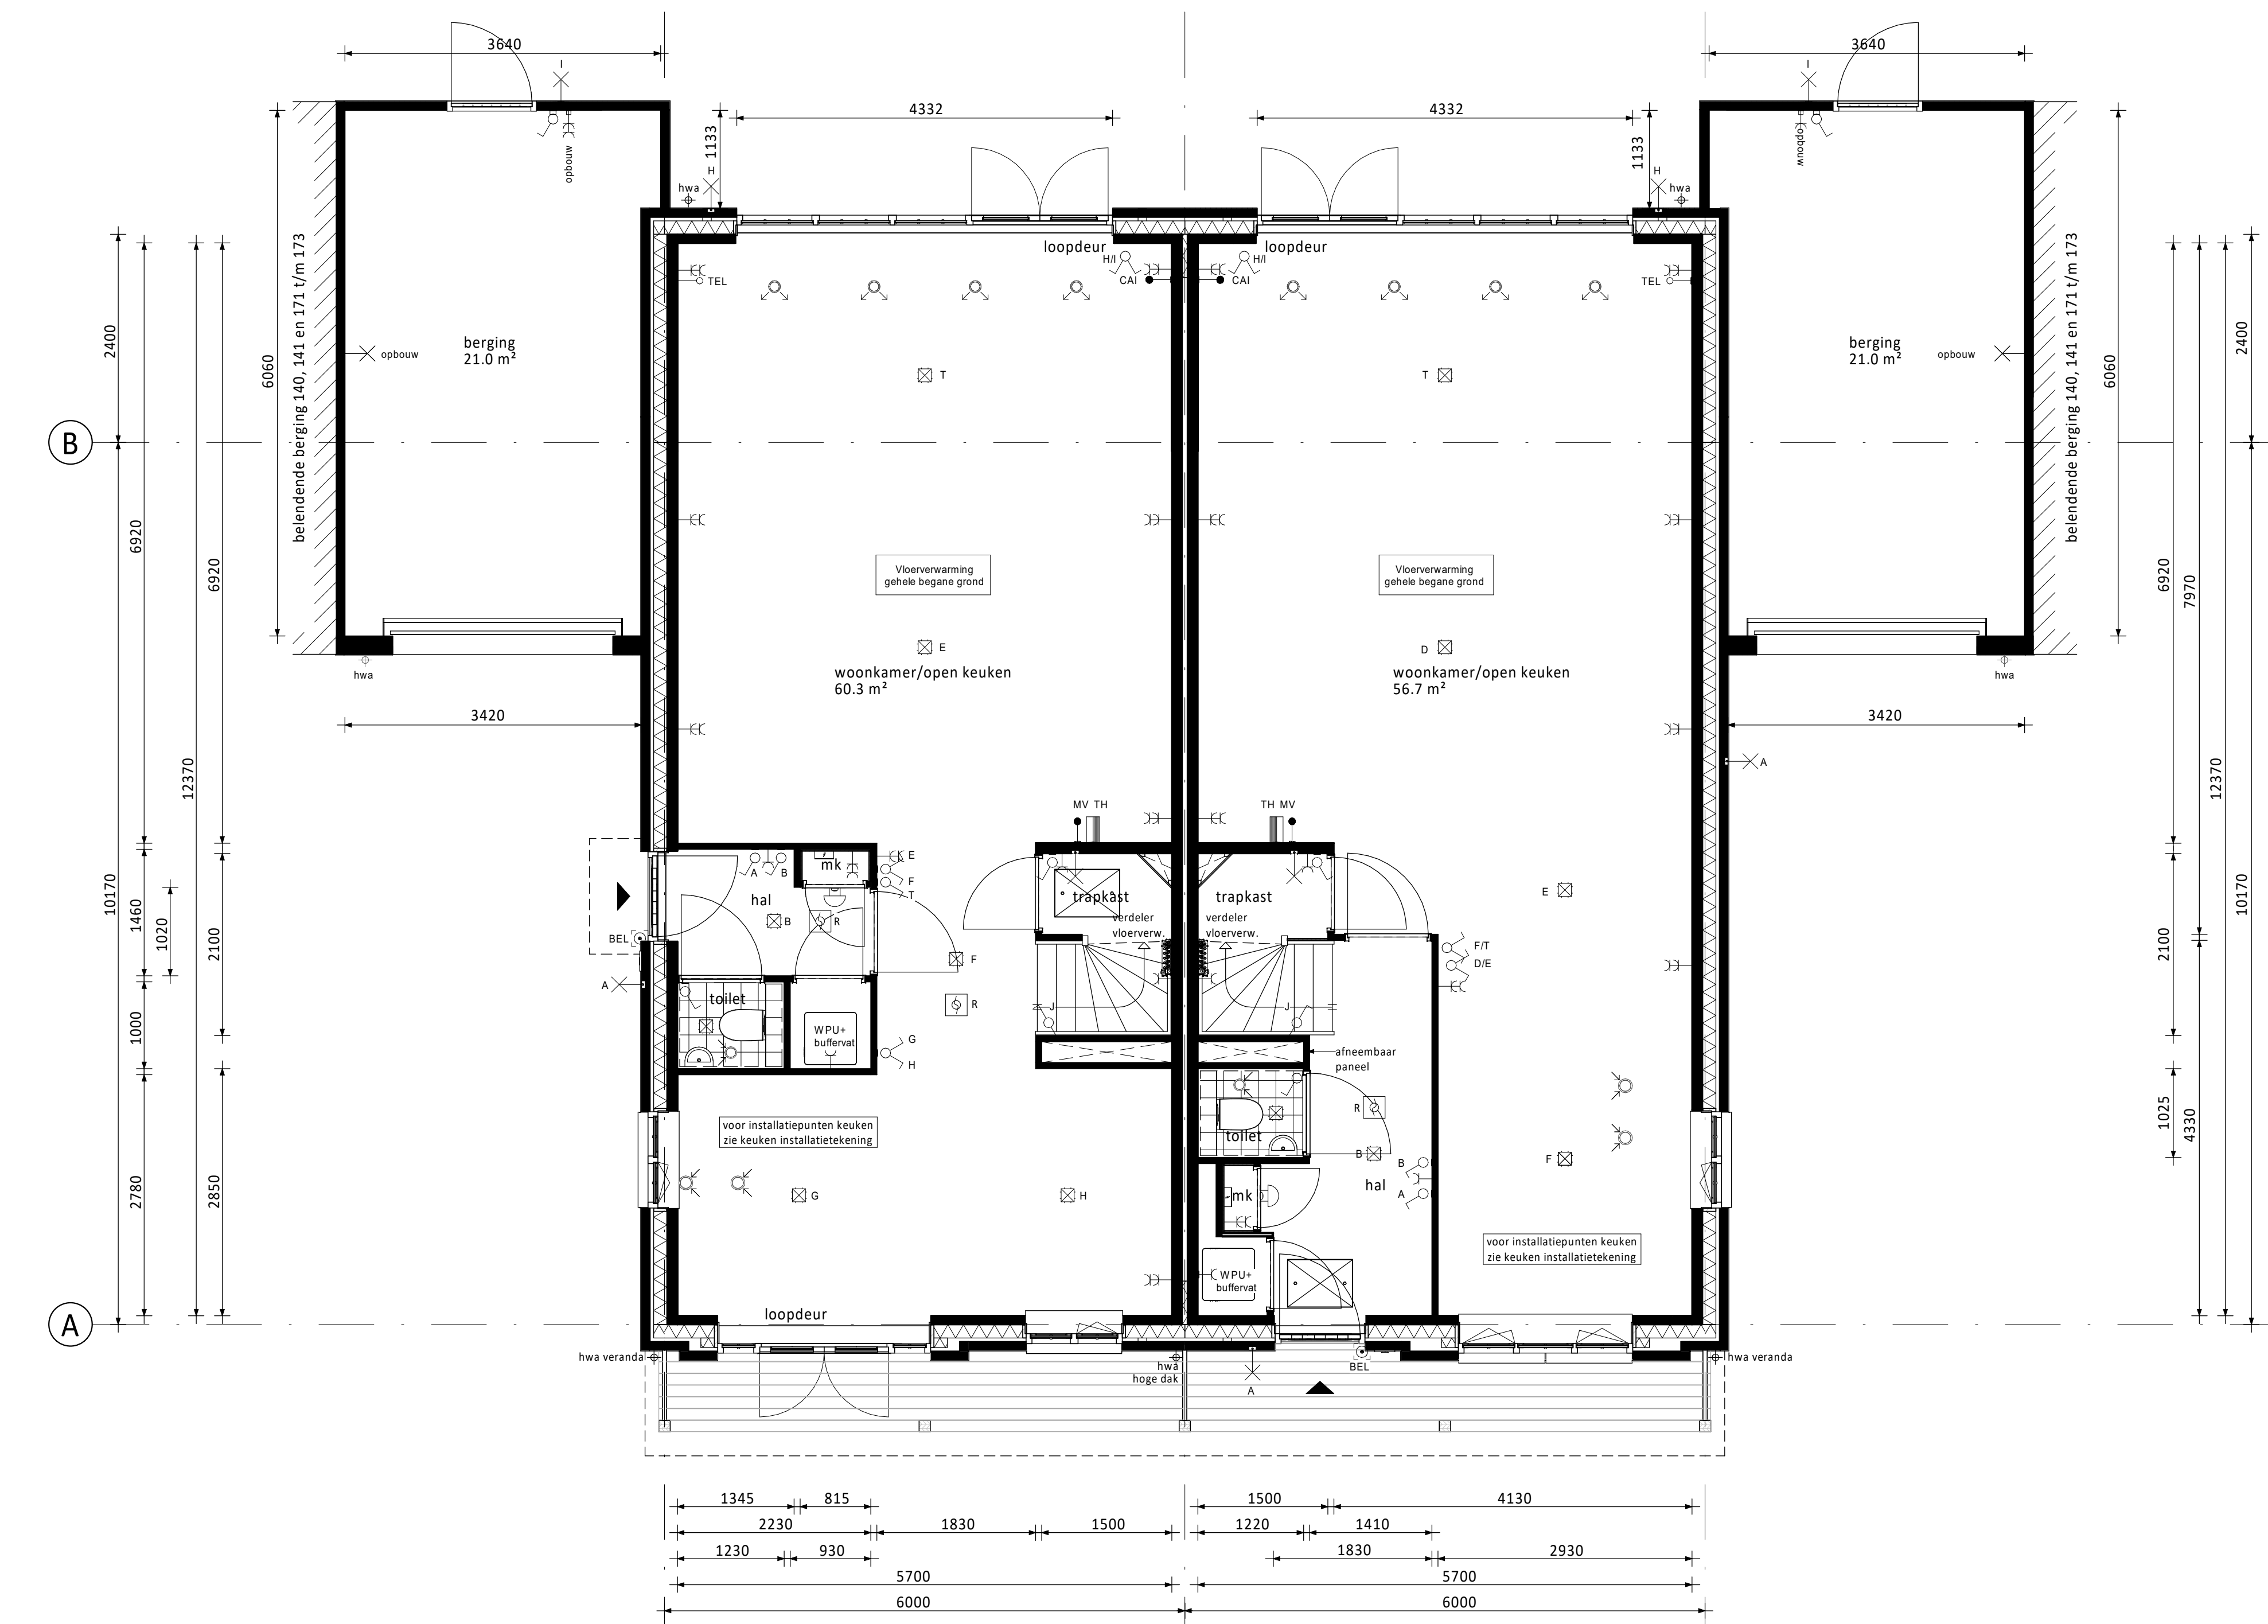 3640
3640
I
I
4332
4332
1133
1133
opbouw
opbouw
H
H
hwa
hwa
loopdeur
loopdeur
H/I
H/I
CAI
CAI
TEL
TEL
belendende berging 140, 141 en 171 t/m 173
belendende berging 140, 141 en 171 t/m 173
2400
2400
berging
21.0 m²
opbouw
berging
21.0 m²
opbouw
6060
6060
T
T
B
6920
6920
6920
7970
Vloerverwarming
gehele begane grond
Vloerverwarming
gehele begane grond
E
D
woonkamer/open keuken
60.3 m²
woonkamer/open keuken
56.7 m²
hwa
hwa
3420
3420
12370
12370
A
MV TH
TH MV
10170
10170
1460
1020
2100
2100
mk
E
F
T
A
B
hal
B
R
trapkast
trapkast
verdeler
vloerverw.
verdeler
vloerverw.
E
BEL
F/T
D/E
F
A
toilet
R
J
J
1000
WPU+
buffervat
G
H
afneembaar
paneel
voor installatiepunten keuken
zie keuken installatietekening
R
toilet
B
B
A
hal
mk
F
1025
4330
2780
2850
G
H
voor installatiepunten keuken
zie keuken installatietekening
WPU+
buffervat
loopdeur
A
hwa veranda
hwa
hoge dak
BEL
A
hwa veranda
1345
815
1500
4130
2230
1830
1500
1220
1410
1230
930
1830
2930
5700
5700
6000
6000